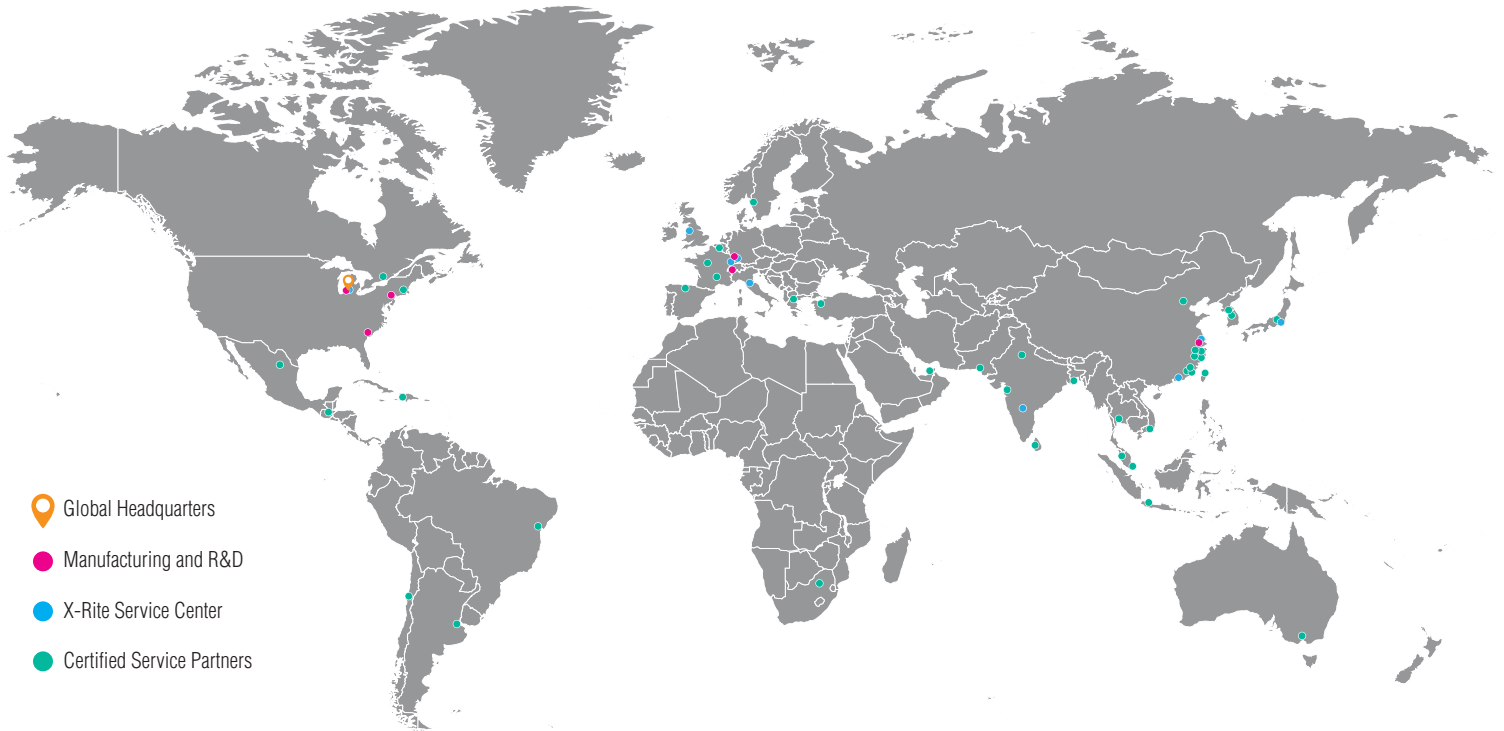 Global Headquarters
Manufacturing and R&D
X-Rite Service Center
Certified Service Partners